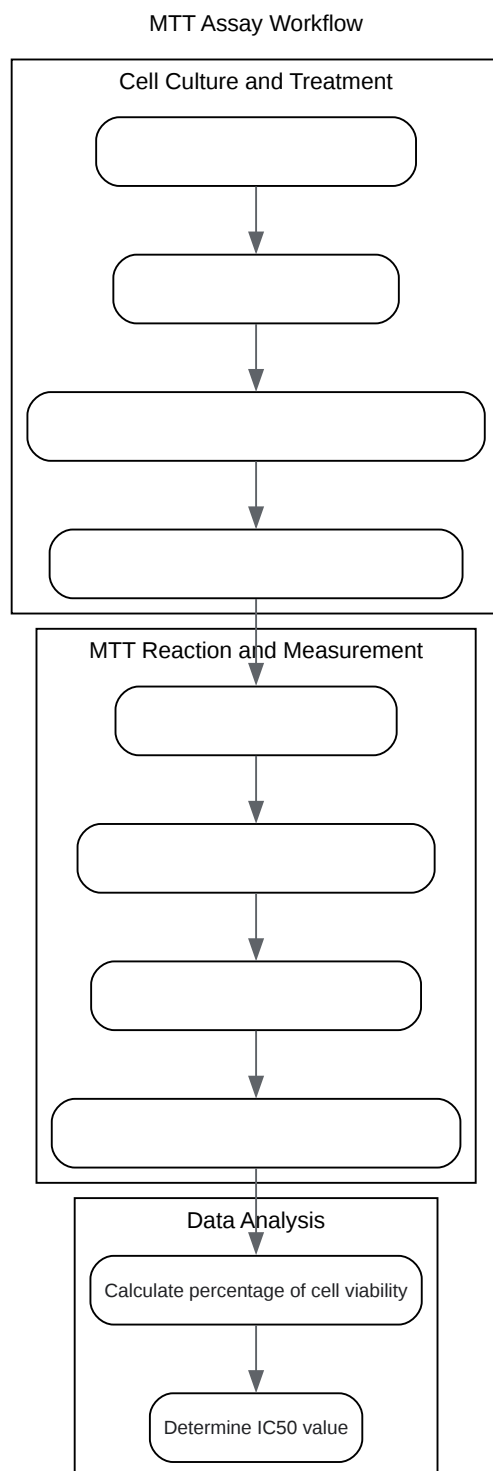 MTT Assay Workflow
Cell Culture and Treatment
MTT Reaction and Measurement
Data Analysis
Calculate percentage of cell viability
Determine IC50 value